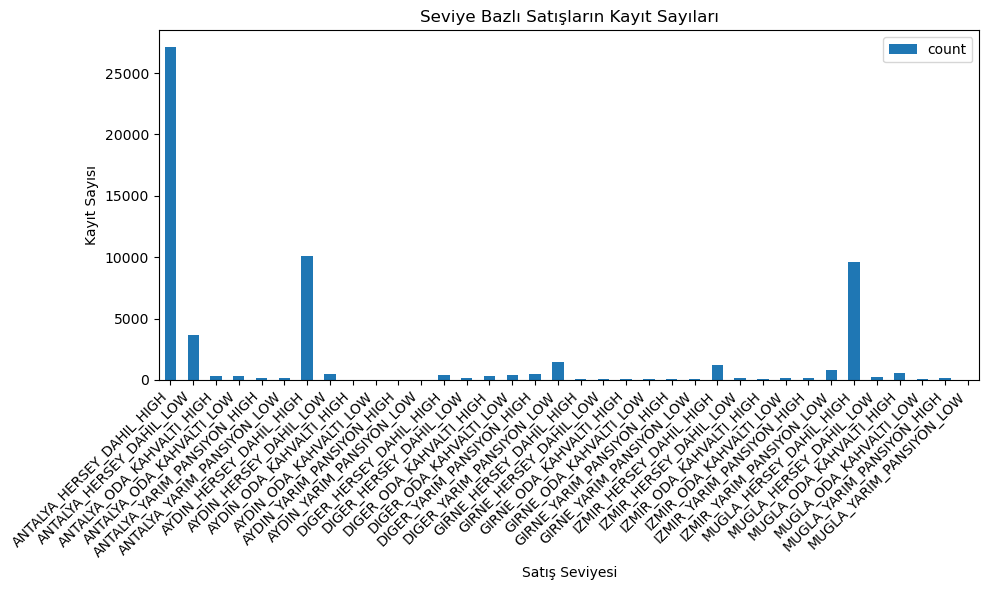 Seviye Bazlı Satışların Kayıt Sayıları
count
Kayıt Sayısı
25000
20000
15000
10000
5000
0
ANTALYA_HERSEY_DAHIL_HIGH
ANTALYA_HERSEY_DAHIL_LOW
ANTALYA_ODA_KAHVALTI_HIGH
ANTALYA_ODA_KAHVALTI_LOW
ANTALYA_YARIM_PANSIYON_HIGH
ANTALYA_YARIM_PANSIYON_LOW
AYDIN_HERSEY_DAHIL_HIGH
AYDIN_HERSEY_DAHIL_LOW
AYDIN_ODA_KAHVALTI_HIGH
AYDIN_ODA_KAHVALTI_LOW
AYDIN_YARIM_PANSIYON_HIGH
AYDIN_YARIM_PANSIYON_LOW
DIGER_HERSEY_DAHIL_HIGH
DIGER_HERSEY_DAHIL_LOW
DIGER_ODA_KAHVALTI_HIGH
DIGER_ODA_KAHVALTI_LOW
DIGER_YARIM_PANSIYON_HIGH
DIGER_YARIM_PANSIYON_LOW
GIRNE_HERSEY_DAHIL_HIGH
GIRNE_HERSEY_DAHIL_LOW
GIRNE_ODA_KAHVALTI_HIGH
GIRNE_ODA_KAHVALTI_LOW
GIRNE_YARIM_PANSIYON_HIGH
GIRNE_YARIM_PANSIYON_LOW
IZMIR_HERSEY_DAHIL_HIGH
IZMIR_HERSEY_DAHIL_LOW
IZMIR_ODA_KAHVALTI_HIGH
IZMIR_ODA_KAHVALTI_LOW
IZMIR_YARIM_PANSIYON_HIGH
IZMIR_YARIM_PANSIYON_LOW
MUGLA_HERSEY_DAHIL_HIGH
MUGLA_HERSEY_DAHIL_LOW
MUGLA_ODA_KAHVALTI_HIGH
MUGLA_ODA_KAHVALTI_LOW
MUGLA_YARIM_PANSIYON_HIGH
MUGLA_YARIM_PANSIYON_LOW
Satış Seviyesi